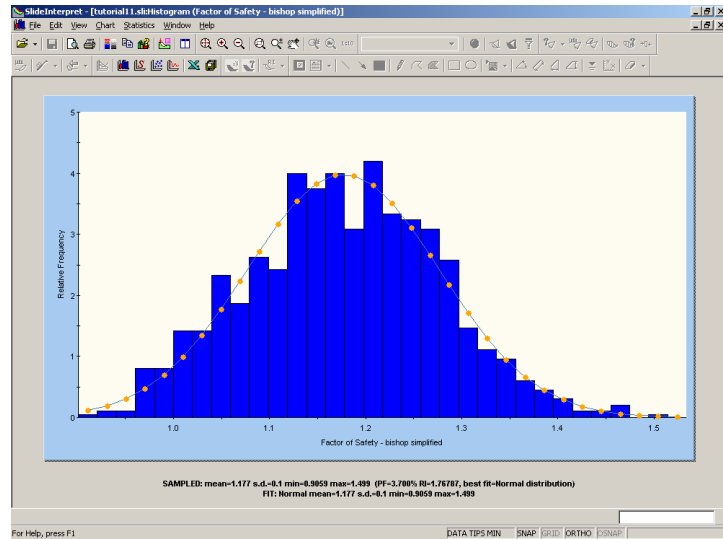 SlideInterpret - [tutorial11.sli:Histogram (Factor of Safety - bishop simplified)]
File Edit View Chart Statistics Window Help
5
4
3
2
1
0
Relative Frequency
1.0 1.1 1.2 1.3 1.4 1.5
Factor of Safety - bishop simplified
SAMPLED: mean=1.177 s.d.=0.1 min=0.9059 max=1.499 (PF=3.700% RI=1.76787, best fit=Normal distribution)
FIT: Normal mean=1.177 s.d.=0.1 min=0.9059 max=1.499
For Help, press F1
DATA TIPS MIN SNAP GRID ORTHO OSNAP